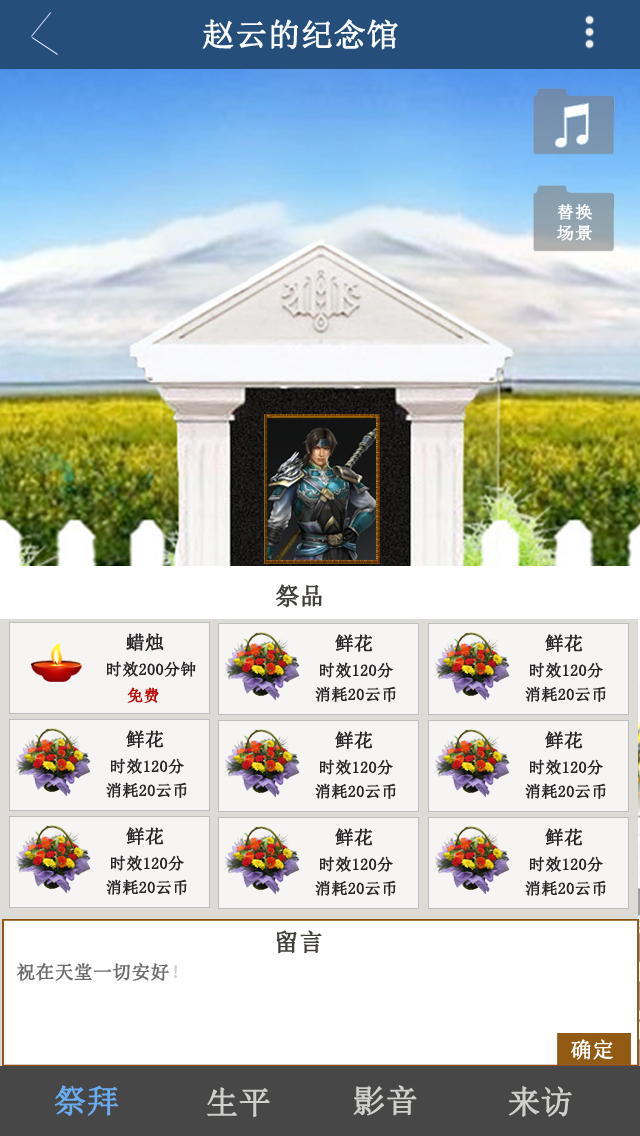 赵云的纪念馆
替换
场景
祭品
蜡烛
时效200分钟
免费
鲜花
时效120分
消耗20云币
鲜花
时效120分
消耗20云币
鲜花
时效120分
消耗20云币
鲜花
时效120分
消耗20云币
鲜花
时效120分
消耗20云币
鲜花
时效120分
消耗20云币
鲜花
时效120分
消耗20云币
鲜花
时效120分
消耗20云币
留言
祝在天堂一切安好!
确定
祭拜 生平 影音 来访